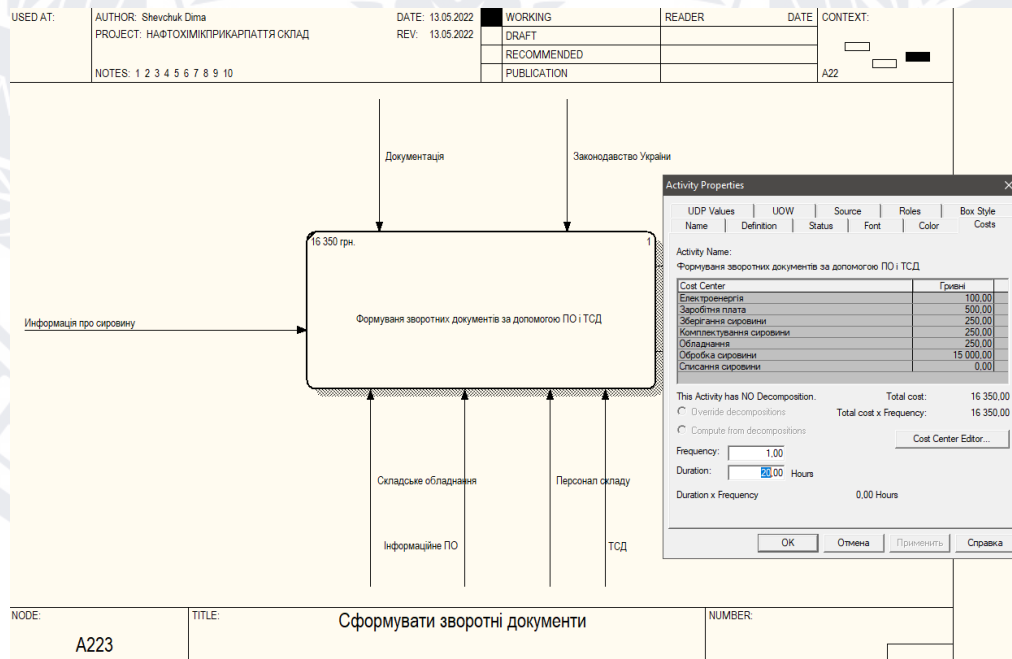 USED AT:
AUTHOR: Shevchuk Dima
DATE: 13.05.2022
WORKING
READER
DATE
CONTEXT:
PROJECT: НАФТОХІМІКПРИКАРПАТТЯ СКЛАД
REV: 13.05.2022
DRAFT
RECOMMENDED
NOTES: 1 2 3 4 5 6 7 8 9 10
PUBLICATION
A22
Документація
Законодавство України
16 350 грн.
1
Формуваня зворотних документів за допомогою ПО і ТСД
Информація про сировину
Складське обладнання
Персонал складу
Інформаційне ПО
ТСД
Activity Properties
UDP Values
UOW
Source
Roles
Box Style
Name
Definition
Status
Font
Color
Costs
Activity Name:
Формуваня зворотних документів за допомогою ПО і ТСД
Cost Center Гривні
Електроенергія 100,00
Заробітня плата 500,00
Зберігання сировини 250,00
Комплектування сировини 250,00
Обладнання 250,00
Обробка сировини 15 000,00
Списання сировини 0,00
This Activity has NO Decomposition.
Total cost: 16 350,00
Override decompositions
Total cost x Frequency: 16 350,00
Compute from decompositions
Cost Center Editor...
Frequency: 1,00
Duration: 20,00 Hours
Duration x Frequency 0,00 Hours
OK
Отмена
Применить
Справка
NODE:
TITLE:
Сформувати зворотні документи
NUMBER:
A223